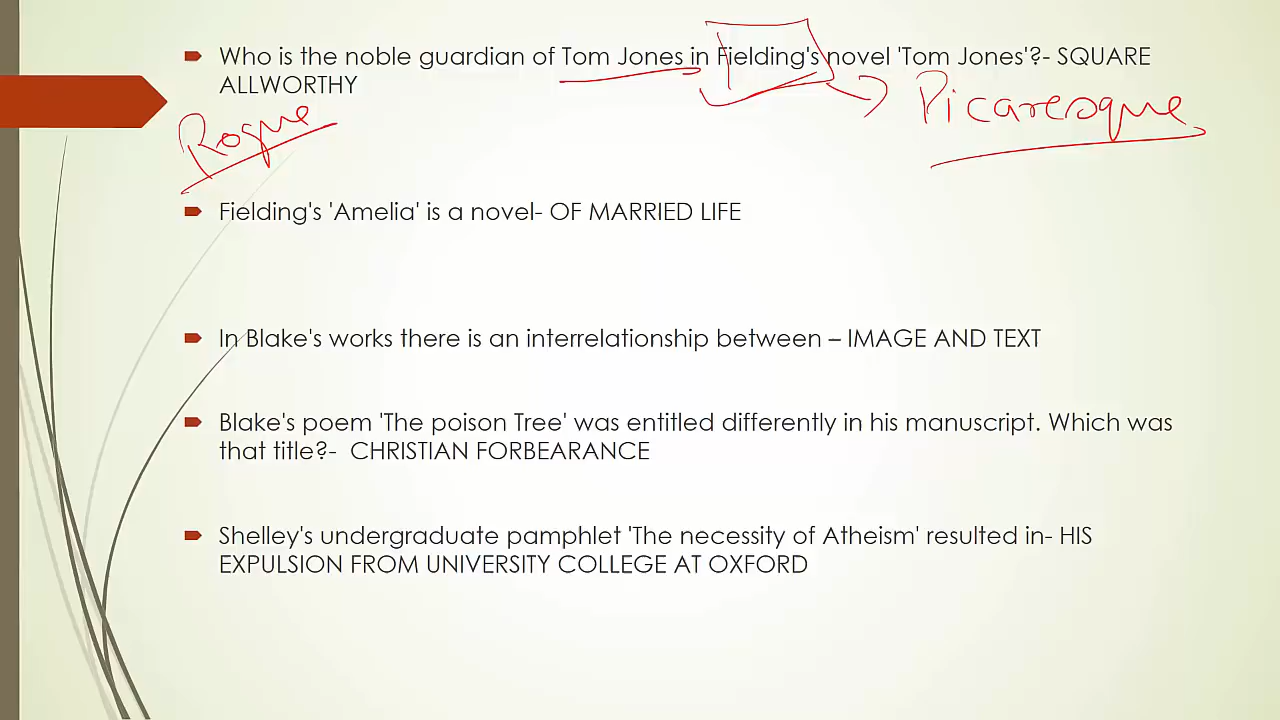 Who is the noble guardian of Tom Jones in Fielding's novel 'Tom Jones'?- SQUARE
ALLWORTHY
Picaresque
Rogue
Fielding's 'Amelia' is a novel- OF MARRIED LIFE
In Blake's works there is an interrelationship between – IMAGE AND TEXT
Blake's poem 'The poison Tree' was entitled differently in his manuscript. Which was
that title?- CHRISTIAN FORBEARANCE
Shelley's undergraduate pamphlet 'The necessity of Atheism' resulted in- HIS
EXPULSION FROM UNIVERSITY COLLEGE AT OXFORD